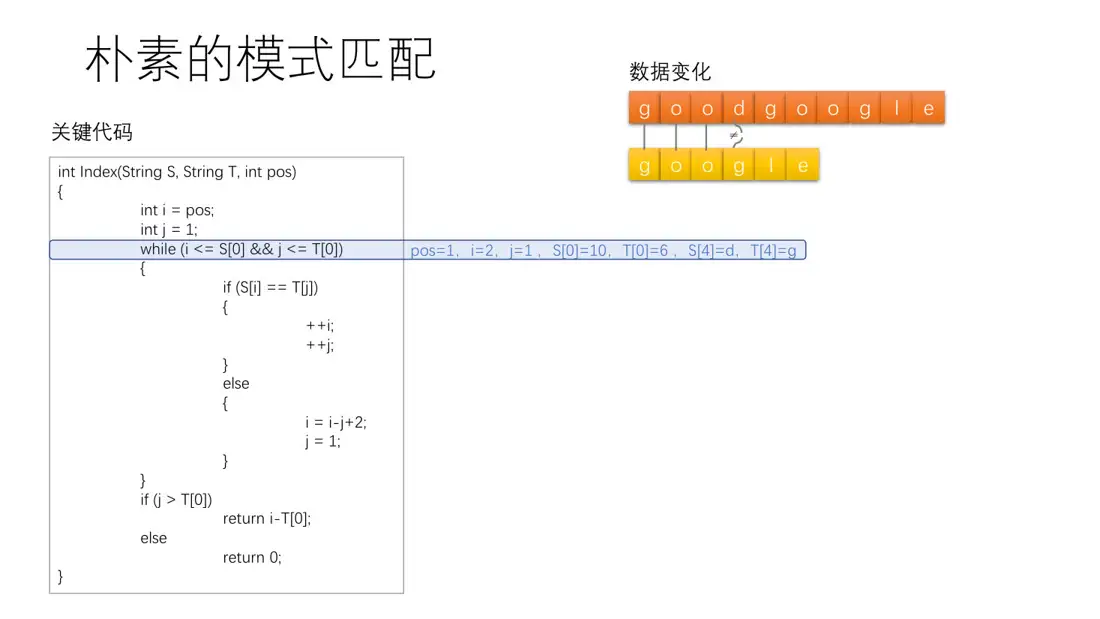 朴素的模式匹配
数据变化
g o o d g o o g l e
≠
g o o g l e
关键代码
int Index(String S, String T, int pos)
{
int i = pos;
int j = 1;
while (i <= S[0] && j <= T[0]) pos=1, i=2, j=1 , S[0]=10, T[0]=6 , S[4]=d, T[4]=g
{
if (S[i] == T[j])
{
++i;
++j;
}
else
{
i = i-j+2;
j = 1;
}
}
if (j > T[0])
return i-T[0];
else
return 0;
}